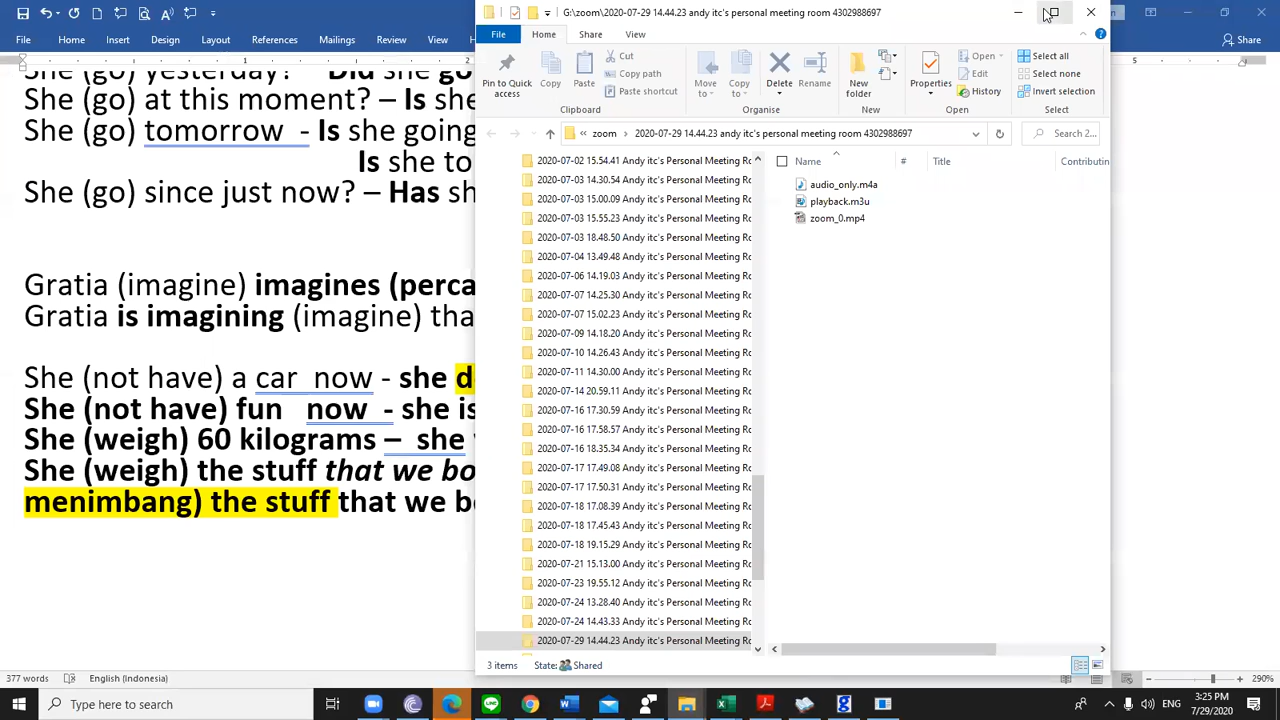 G:\zoom\2020-07-29 14.44.23 andy itc's personal meeting room 4302988697
File Home Insert Draw Design
Share
File Home Share View
Pin to Quick access
Copy
Paste
Cut
Copy path
Paste shortcut
Move to
Copy to
Delete
Rename
New folder
Properties
Open
Edit
History
Select all
Select none
Invert selection
Clipboard Organise New Open Select
« zoom › 2020-07-29 14.44.23 andy itc's personal meeting room 4302988697
Search 2...
Name # Title Contributin
audio_only.m4a
playback.m3u
zoom_0.mp4
2020-07-02 15.54.41 Andy itc's Personal Meeting Ro
2020-07-03 14.30.54 Andy itc's Personal Meeting Ro
2020-07-03 15.00.09 Andy itc's Personal Meeting Ro
2020-07-03 15.55.23 Andy itc's Personal Meeting Ro
2020-07-03 18.48.50 Andy itc's Personal Meeting Ro
2020-07-04 13.49.48 Andy itc's Personal Meeting Ro
2020-07-06 14.19.03 Andy itc's Personal Meeting Ro
2020-07-07 14.25.30 Andy itc's Personal Meeting Ro
2020-07-07 15.02.23 Andy itc's Personal Meeting Ro
2020-07-09 14.18.20 Andy itc's Personal Meeting Ro
2020-07-10 14.26.43 Andy itc's Personal Meeting Ro
2020-07-11 14.30.00 Andy itc's Personal Meeting Ro
2020-07-14 20.59.11 Andy itc's Personal Meeting Ro
2020-07-16 17.30.59 Andy itc's Personal Meeting Ro
2020-07-16 17.58.57 Andy itc's Personal Meeting Ro
2020-07-16 18.35.34 Andy itc's Personal Meeting Ro
2020-07-17 17.49.08 Andy itc's Personal Meeting Ro
2020-07-17 17.50.31 Andy itc's Personal Meeting Ro
2020-07-18 17.08.39 Andy itc's Personal Meeting Ro
2020-07-18 17.45.43 Andy itc's Personal Meeting Ro
2020-07-18 19.15.29 Andy itc's Personal Meeting Ro
2020-07-21 15.13.00 Andy itc's Personal Meeting Ro
2020-07-23 19.55.12 Andy itc's Personal Meeting Ro
2020-07-24 13.28.40 Andy itc's Personal Meeting Ro
2020-07-24 14.43.33 Andy itc's Personal Meeting Ro
2020-07-29 14.44.23 Andy itc's Personal Meeting Ro
3 items State: Shared
1 2 5
She (go) yesterday? Did she go
She (go) at this moment? – Is she
She (go) tomorrow - Is she going
Is she to
She (go) since just now? – Has sh
Gratia (imagine) imagines (perca
Gratia is imagining (imagine) tha
She (not have) a car now - she d
She (not have) fun now - she is
She (weigh) 60 kilograms – she
She (weigh) the stuff that we bo
menimbang) the stuff that we bo
377 words English (Indonesia) 290%
Type here to search
ENG
3:25 PM
7/29/2020